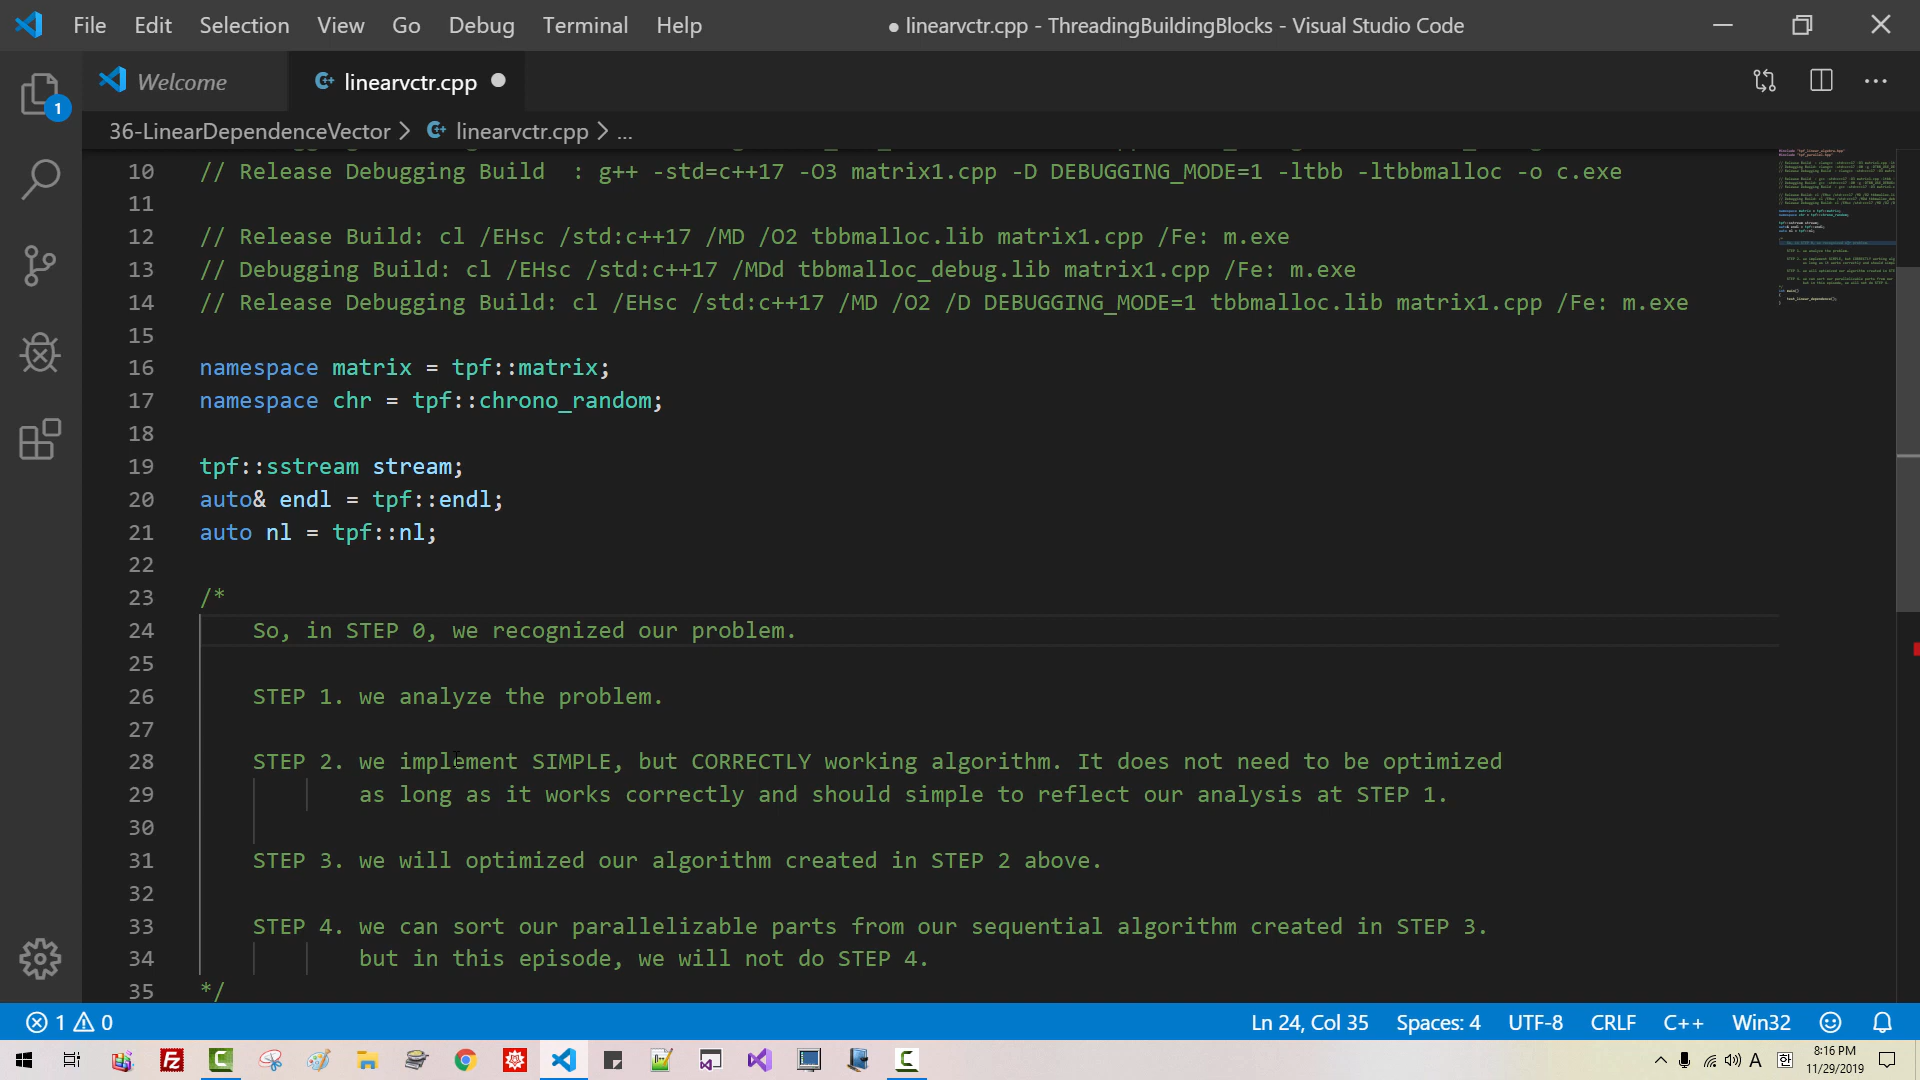 File Edit Selection View Go Debug Terminal Help
● linearvctr.cpp - ThreadingBuildingBlocks - Visual Studio Code
Welcome
linearvctr.cpp
1
36-LinearDependenceVector > linearvctr.cpp > ...
10 // Release Debugging Build  : g++ -std=c++17 -O3 matrix1.cpp -D DEBUGGING_MODE=1 -ltbb -ltbbmalloc -o c.exe
11
12 // Release Build: cl /EHsc /std:c++17 /MD /O2 tbbmalloc.lib matrix1.cpp /Fe: m.exe
13 // Debugging Build: cl /EHsc /std:c++17 /MDd tbbmalloc_debug.lib matrix1.cpp /Fe: m.exe
14 // Release Debugging Build: cl /EHsc /std:c++17 /MD /O2 /D DEBUGGING_MODE=1 tbbmalloc.lib matrix1.cpp /Fe: m.exe
15
16 namespace matrix = tpf::matrix;
17 namespace chr = tpf::chrono_random;
18
19 tpf::sstream stream;
20 auto& endl = tpf::endl;
21 auto nl = tpf::nl;
22
23 /*
24 So, in STEP 0, we recognized our problem.
25
26 STEP 1. we analyze the problem.
27
28 STEP 2. we implement SIMPLE, but CORRECTLY working algorithm. It does not need to be optimized
29 as long as it works correctly and should simple to reflect our analysis at STEP 1.
30
31 STEP 3. we will optimized our algorithm created in STEP 2 above.
32
33 STEP 4. we can sort our parallelizable parts from our sequential algorithm created in STEP 3.
34 but in this episode, we will not do STEP 4.
35 */
1 0
Ln 24, Col 35 Spaces: 4 UTF-8 CRLF C++ Win32
A 한 8:16 PM
11/29/2019